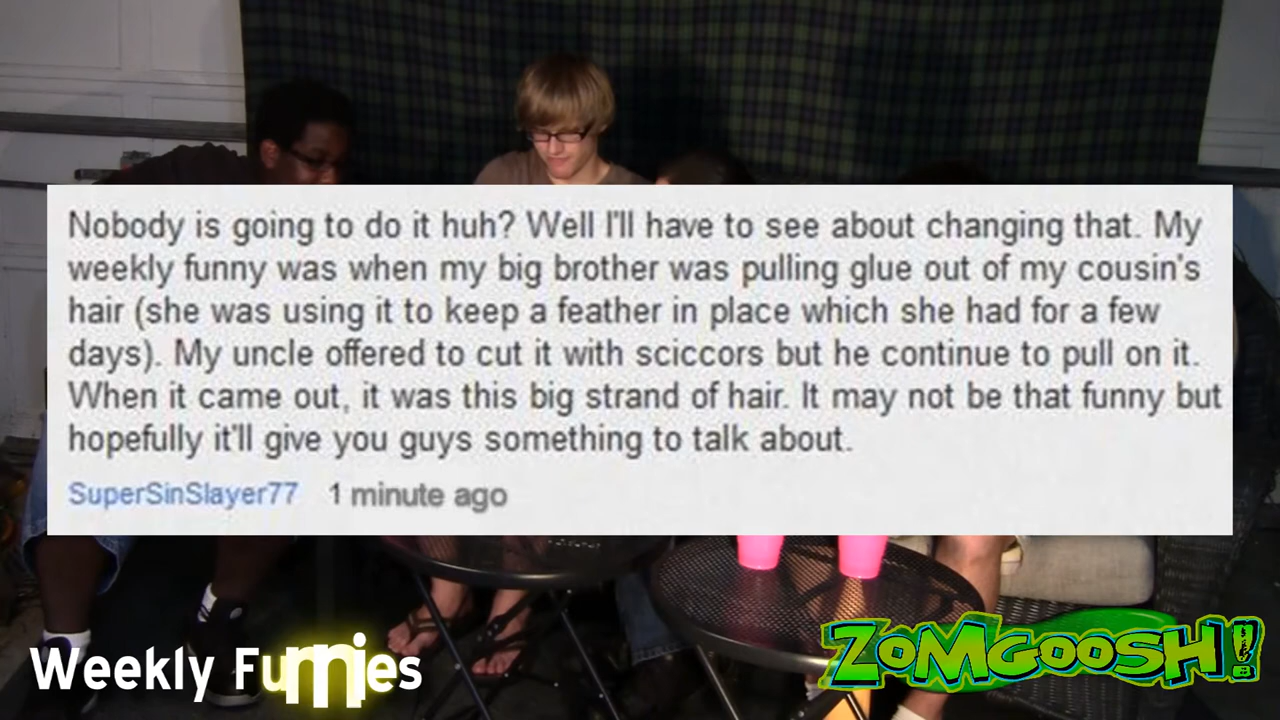 Nobody is going to do it huh? Well I'll have to see about changing that. My
weekly funny was when my big brother was pulling glue out of my cousin's
hair (she was using it to keep a feather in place which she had for a few
days). My uncle offered to cut it with sciccors but he continue to pull on it.
When it came out, it was this big strand of hair. It may not be that funny but
hopefully it'll give you guys something to talk about.
SuperSinSlayer77 1 minute ago
Weekly Funnies
ZOMGOOSH!